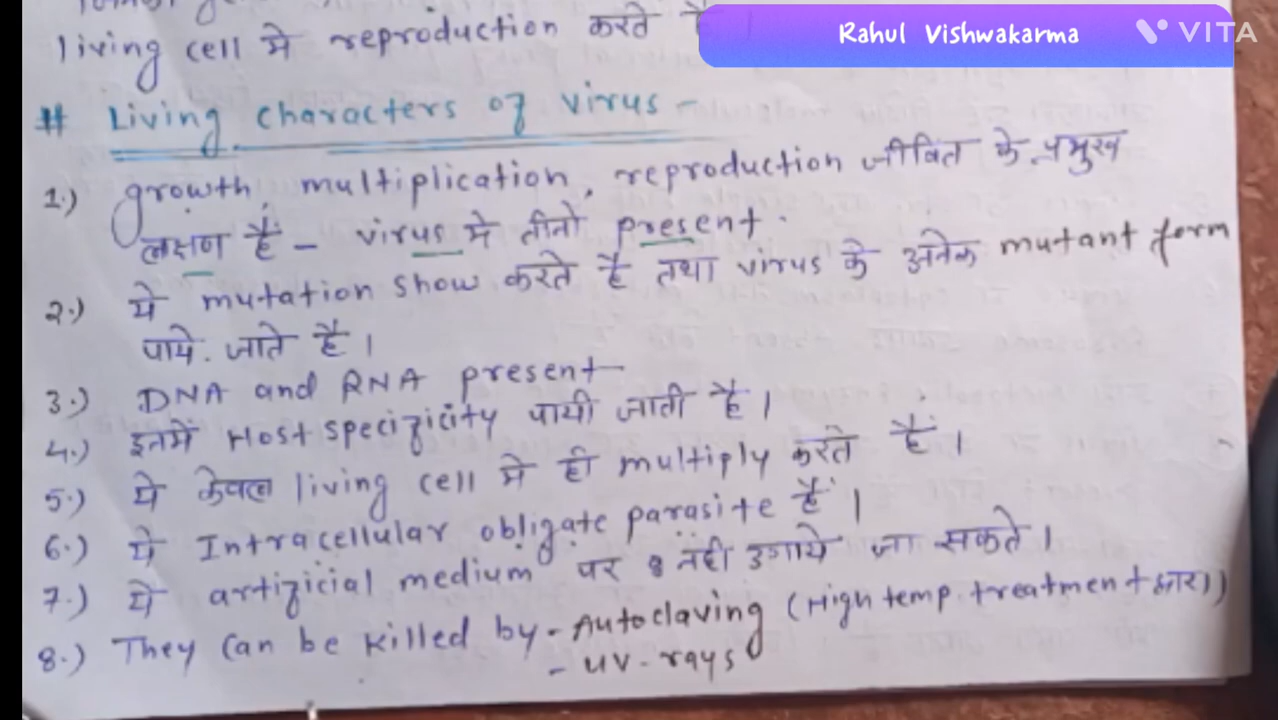 living cell मे reproduction करते है
Rahul Vishwakarma
VITA
# Living characters of virus -
1.) growth, multiplication, reproduction जीवित के प्रमुख
लक्षण हैं - virus मे तीनो present.
2.) ये mutation show करते है तथा virus के अनेक mutant form
पाये जाते है।
3.) DNA and RNA present
4.) इनमें Host specificity पायी जाती है।
5.) ये केवल living cell मे ही multiply करते हैं।
6.) ये Intracellular obligate parasite हैं।
7.) ये artificial medium पर नही उगाये जा सकते।
8.) They can be killed by - Autoclaving (High temp. treatment द्वारा)
- uv-rays